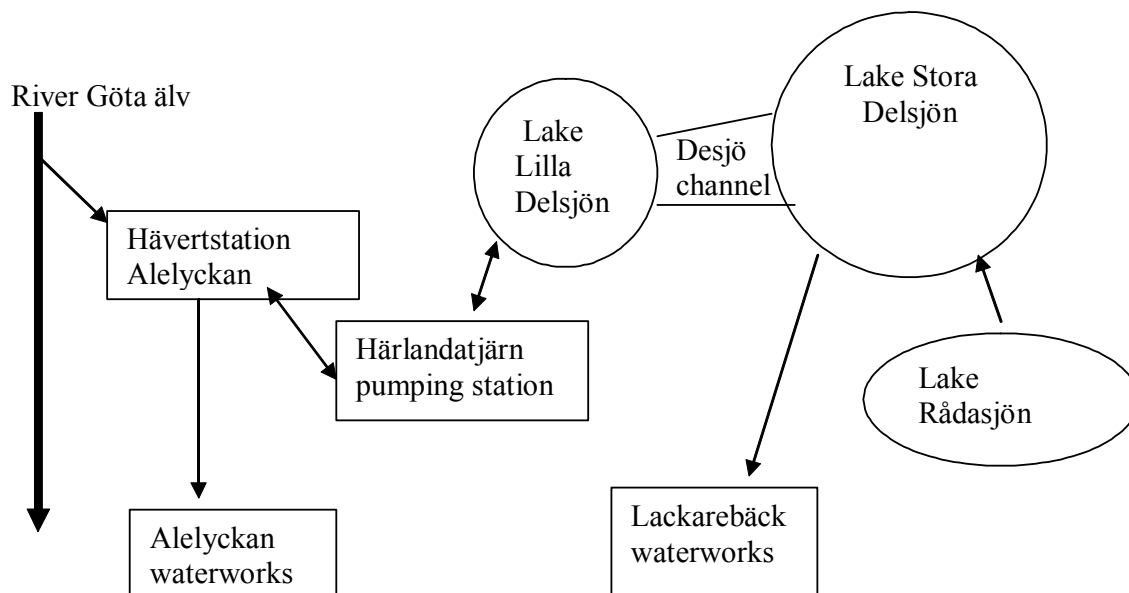 River Göta älv
Hävertstation
Alelyckan
Alelyckan
waterworks
Härlandatjärn
pumping station
Lake
Lilla
Delsjön
Desjö
channel
Lake Stora
Delsjön
Lackarebäck
waterworks
Lake
Rådasjön